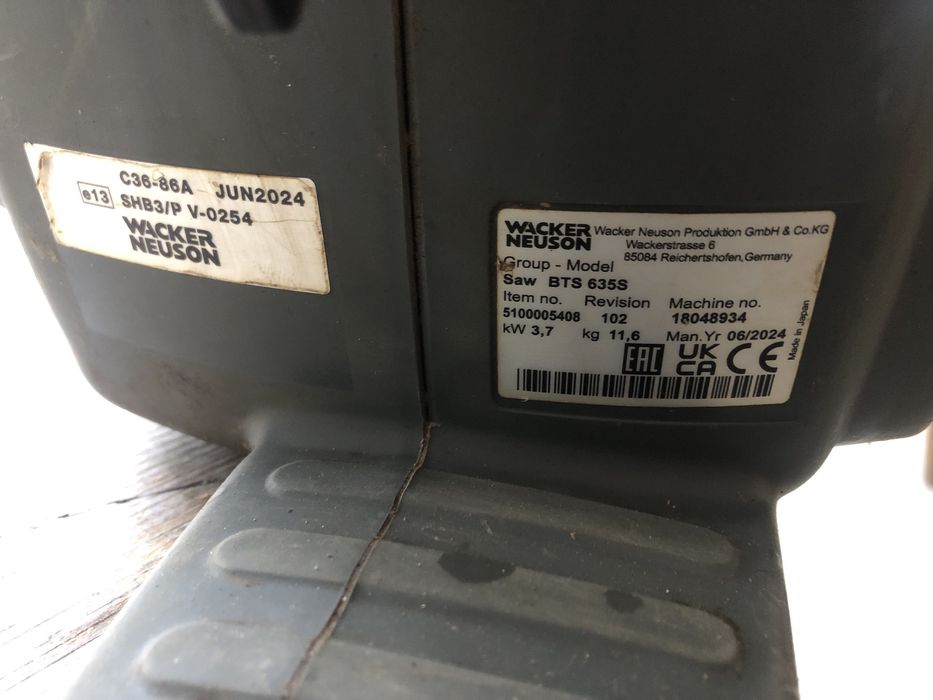 C36-86A JUN2024
e13 SHB3/P V-0254
WACKER
NEUSON
WACKER
NEUSON
Wacker Neuson Produktion GmbH & Co.KG
Wackerstrasse 6
85084 Reichertshofen,Germany
Group - Model
Saw BTS 635S
Item no. Revision Machine no.
5100005408 102 18048934
kW 3,7 kg 11,6 Man.Yr 06/2024
EAC UK CA CE
Made in Japan